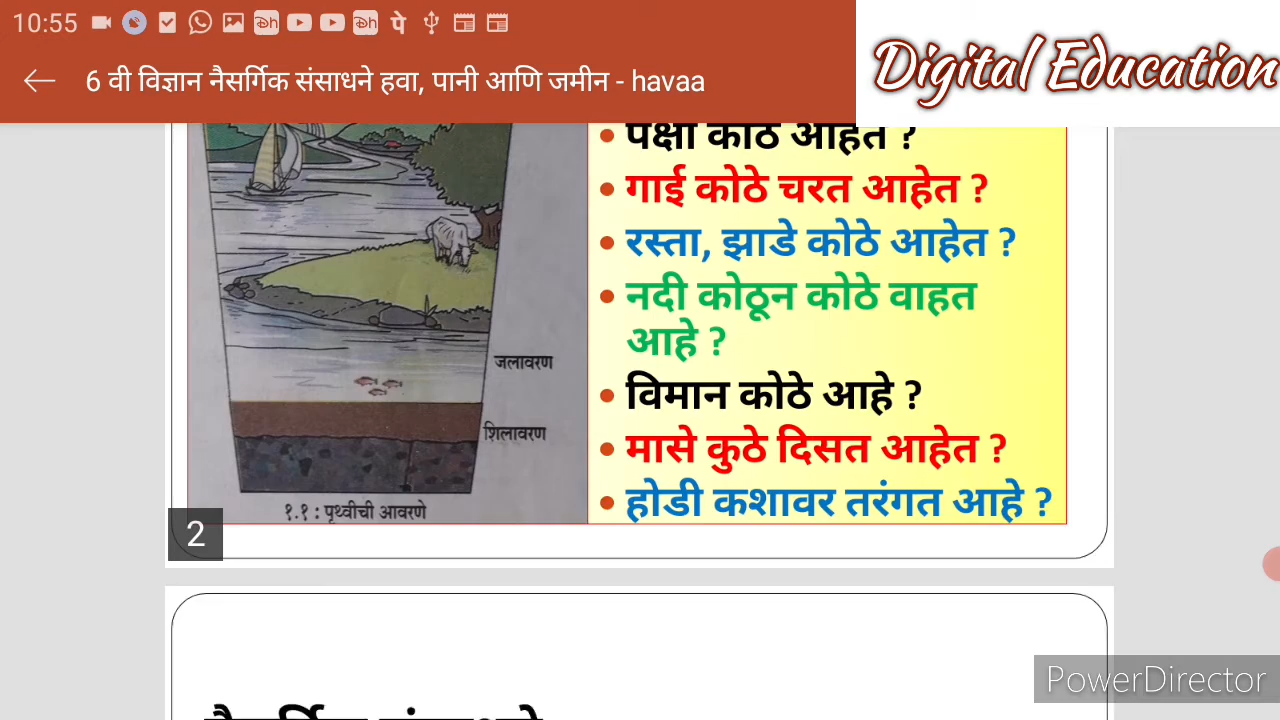 10:55
Digital Education
6 वी विज्ञान नैसर्गिक संसाधने हवा, पानी आणि जमीन - havaa
पक्षी कोठे आहेत ?
गाई कोठे चरत आहेत ?
रस्ता, झाडे कोठे आहेत ?
नदी कोठून कोठे वाहत
आहे ?
विमान कोठे आहे ?
मासे कुठे दिसत आहेत ?
होडी कशावर तरंगत आहे ?
जलावरण
शिलावरण
१.१ : पृथ्वीची आवरणे
2
PowerDirector